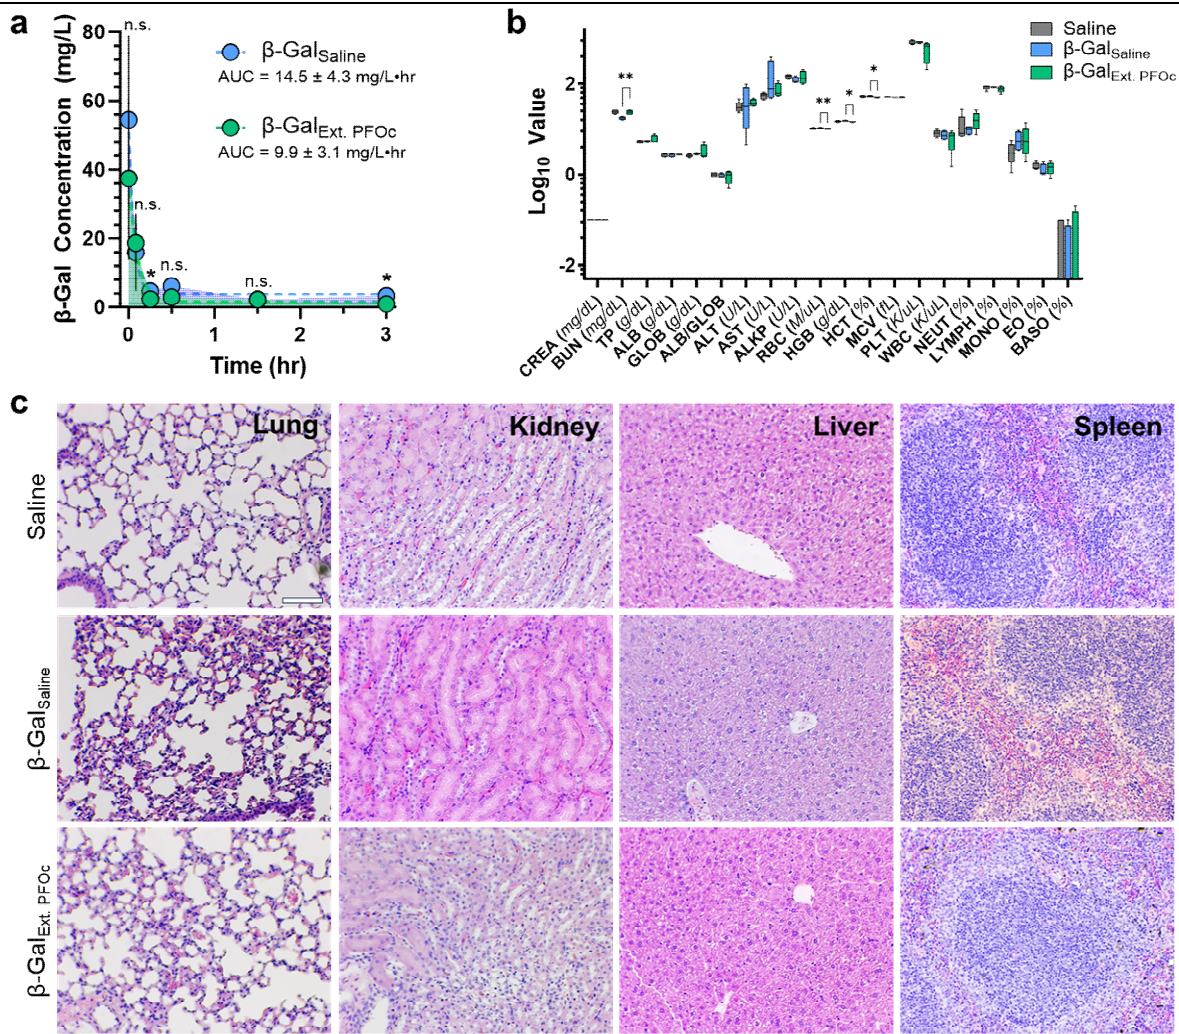 a
β-Gal Concentration (mg/L)
80
60
40
20
0
0
1
2
3
Time (hr)
n.s.
n.s.
*
n.s.
n.s.
*
β-GalSaline
AUC = 14.5 ± 4.3 mg/L•hr
β-GalExt. PFOc
AUC = 9.9 ± 3.1 mg/L•hr
b
Log10 Value
2
0
-2
**
**
*
*
Saline
β-GalSaline
β-GalExt. PFOc
CREA (mg/dL)
BUN (mg/dL)
TP (g/dL)
ALB (g/dL)
GLOB (g/dL)
ALB/GLOB
ALT (U/L)
AST (U/L)
ALKP (U/L)
RBC (M/uL)
HGB (g/dL)
HCT (%)
MCV (fL)
PLT (K/uL)
WBC (K/uL)
NEUT (%)
LYMPH (%)
MONO (%)
EO (%)
BASO (%)
c
Lung
Kidney
Liver
Spleen
Saline
β-GalSaline
β-GalExt. PFOc